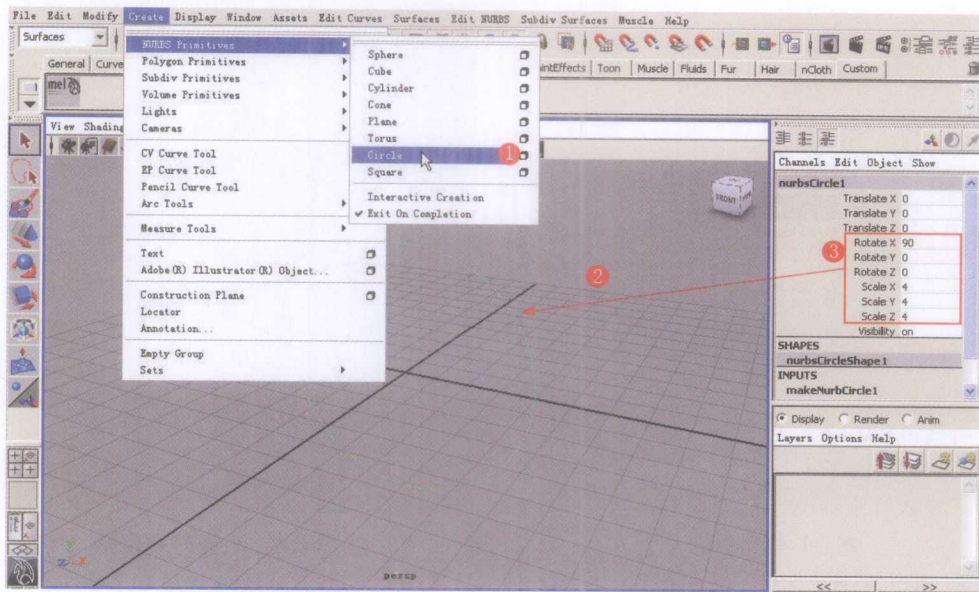 File Edit Modify Create Display Window Assets Edit Curves Surfaces Edit NURBS Subdiv Surfaces Muscle Help
Surfaces
General Curve
PaintEffects Toon Muscle Fluids Fur Hair nCloth Custom
mel
View Shading
NURBS Primitives
Polygon Primitives
Subdiv Primitives
Volume Primitives
Lights
Cameras
CV Curve Tool
EP Curve Tool
Pencil Curve Tool
Arc Tools
Measure Tools
Text
Adobe(R) Illustrator(R) Object...
Construction Plane
Locator
Annotation...
Empty Group
Sets
Sphere
Cube
Cylinder
Cone
Plane
Torus
Circle 1
Square
Interactive Creation
Exit On Completion
2
FRONT
persp
Channels Edit Object Show
nurbsCircle1
Translate X 0
Translate Y 0
Translate Z 0
3
Rotate X 90
Rotate Y 0
Rotate Z 0
Scale X 4
Scale Y 4
Scale Z 4
Visibility on
SHAPES
nurbsCircleShape1
INPUTS
makeNurbCircle1
Display Render Anim
Layers Options Help
<< >>